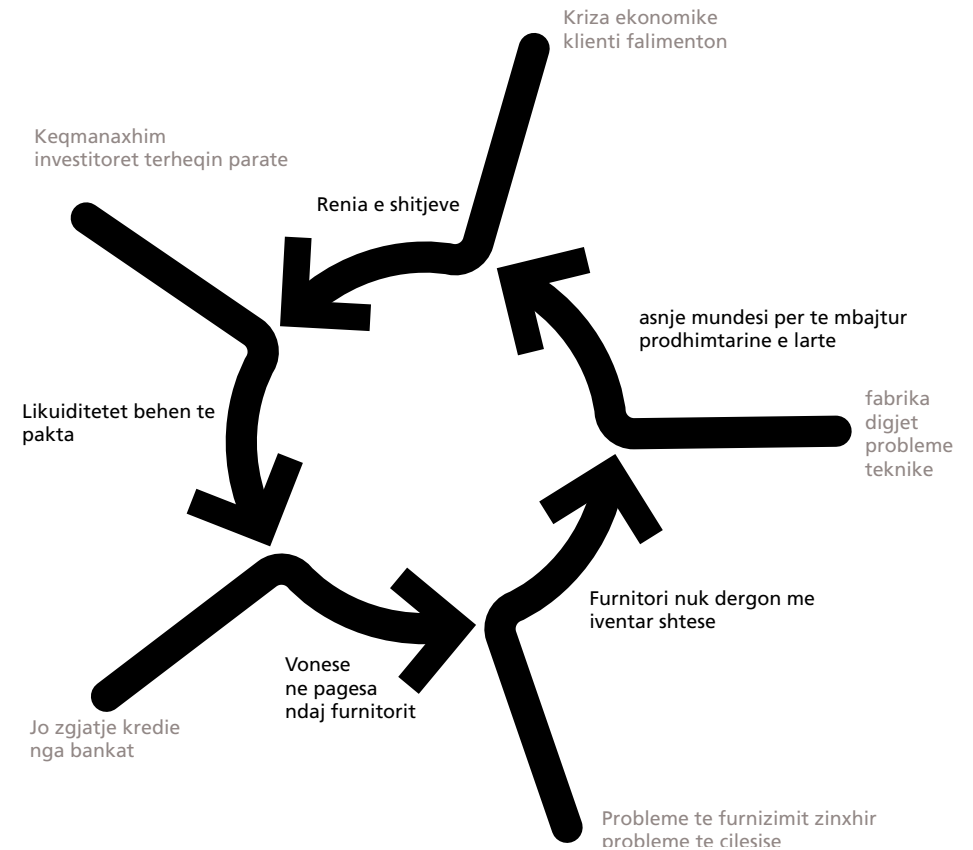 Kriza ekonomike
klienti falimenton
Keqmanaxhim
investitoret terheqin parate
Renia e shitjeve
asnje mundesi per te mbajtur
prodhimtarine e larte
Likuiditetet behen te
pakta
fabrika
digjet
probleme
teknike
Furnitori nuk dergon me
iventar shtese
Vonese
ne pagesa
ndaj furnitorit
Jo zgjatje kredie
nga bankat
Probleme te furnizimit zinxhir
probleme te cilesise